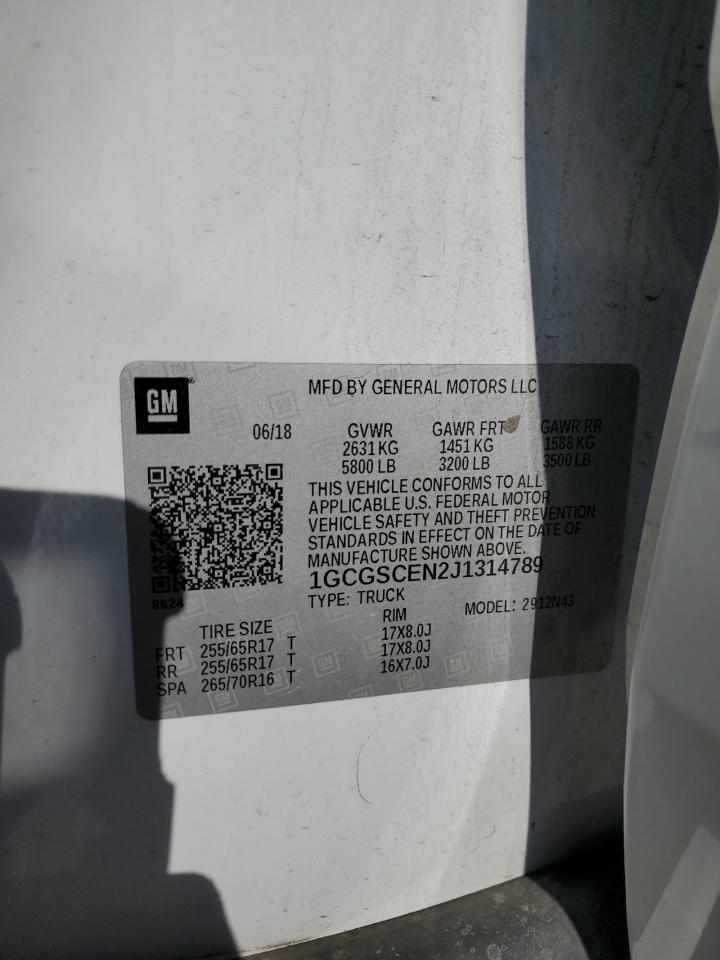 GM
MFD BY GENERAL MOTORS LLC
06/18
GVWR GAWR FRT GAWR RR
2631 KG 1451 KG 1588 KG
5800 LB 3200 LB 3500 LB
THIS VEHICLE CONFORMS TO ALL
APPLICABLE U.S. FEDERAL MOTOR
VEHICLE SAFETY AND THEFT PREVENTION
STANDARDS IN EFFECT ON THE DATE OF
MANUFACTURE SHOWN ABOVE.
1GCGSCEN2J1314789
8624
TYPE: TRUCK MODEL: 2912N43
TIRE SIZE RIM
FRT 255/65R17 T 17X8.0J
RR 255/65R17 T 17X8.0J
SPA 265/70R16 T 16X7.0J